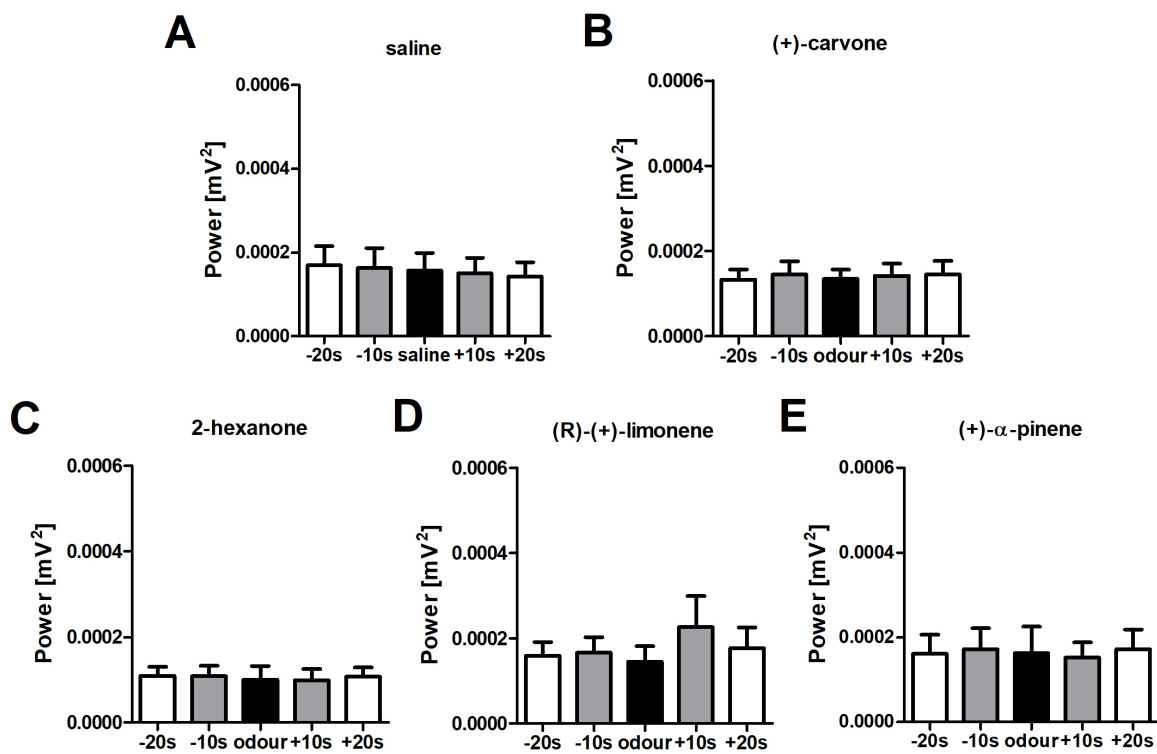 A
saline
0.0006
0.0004
0.0002
0.0000
Power [mV²]
-20s -10s saline +10s +20s
B
(+)-carvone
0.0006
0.0004
0.0002
0.0000
Power [mV²]
-20s -10s odour +10s +20s
C
2-hexanone
0.0006
0.0004
0.0002
0.0000
Power [mV²]
-20s -10s odour +10s +20s
D
(R)-(+)-limonene
0.0006
0.0004
0.0002
0.0000
Power [mV²]
-20s -10s odour +10s +20s
E
(+)-α-pinene
0.0006
0.0004
0.0002
0.0000
Power [mV²]
-20s -10s odour +10s +20s